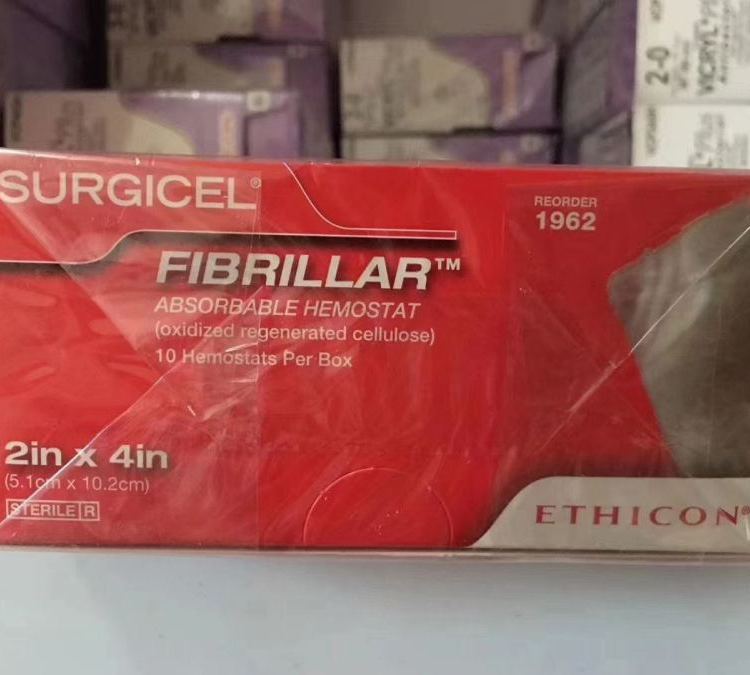 2-0
VICRYL
SURGICEL®
REORDER
1962
FIBRILLAR™
ABSORBABLE HEMOSTAT
(oxidized regenerated cellulose)
10 Hemostats Per Box
2in x 4in
(5.1cm x 10.2cm)
STERILE R
ETHICON®